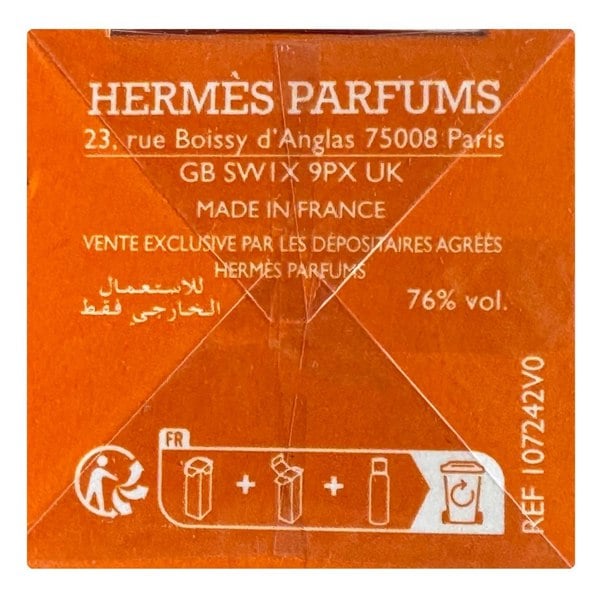 HERMÈS PARFUMS
23, rue Boissy d'Anglas 75008 Paris
GB SW1X 9PX UK
MADE IN FRANCE
VENTE EXCLUSIVE PAR LES DÉPOSITAIRES AGRÉÉS
HERMÈS PARFUMS
للاستعمال
الخارجي فقط
76% vol.
REF 107242V0
FR
+ +